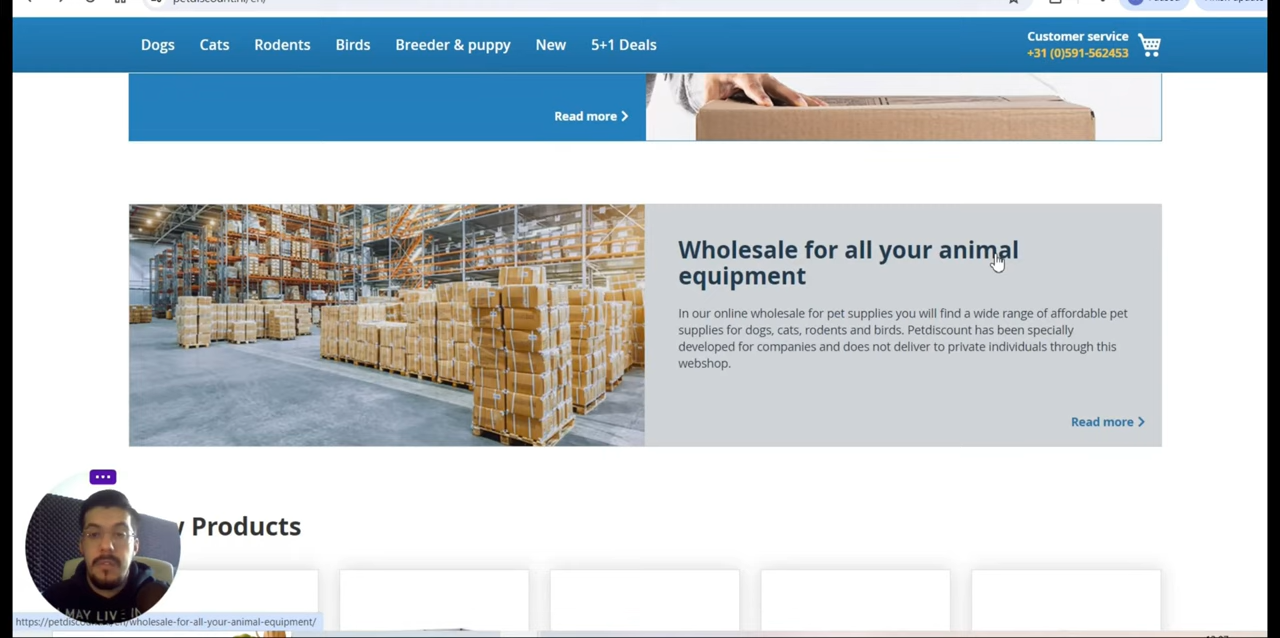 Dogs Cats Rodents Birds Breeder & puppy New 5+1 Deals
Customer service
+31 (0)591-562453
Read more
Wholesale for all your animal
equipment
In our online wholesale for pet supplies you will find a wide range of affordable pet
supplies for dogs, cats, rodents and birds. Petdiscount has been specially
developed for companies and does not deliver to private individuals through this
webshop.
Read more
Products
MAY LIVE IN
/wholesale-for-all-your-animal-equipment/